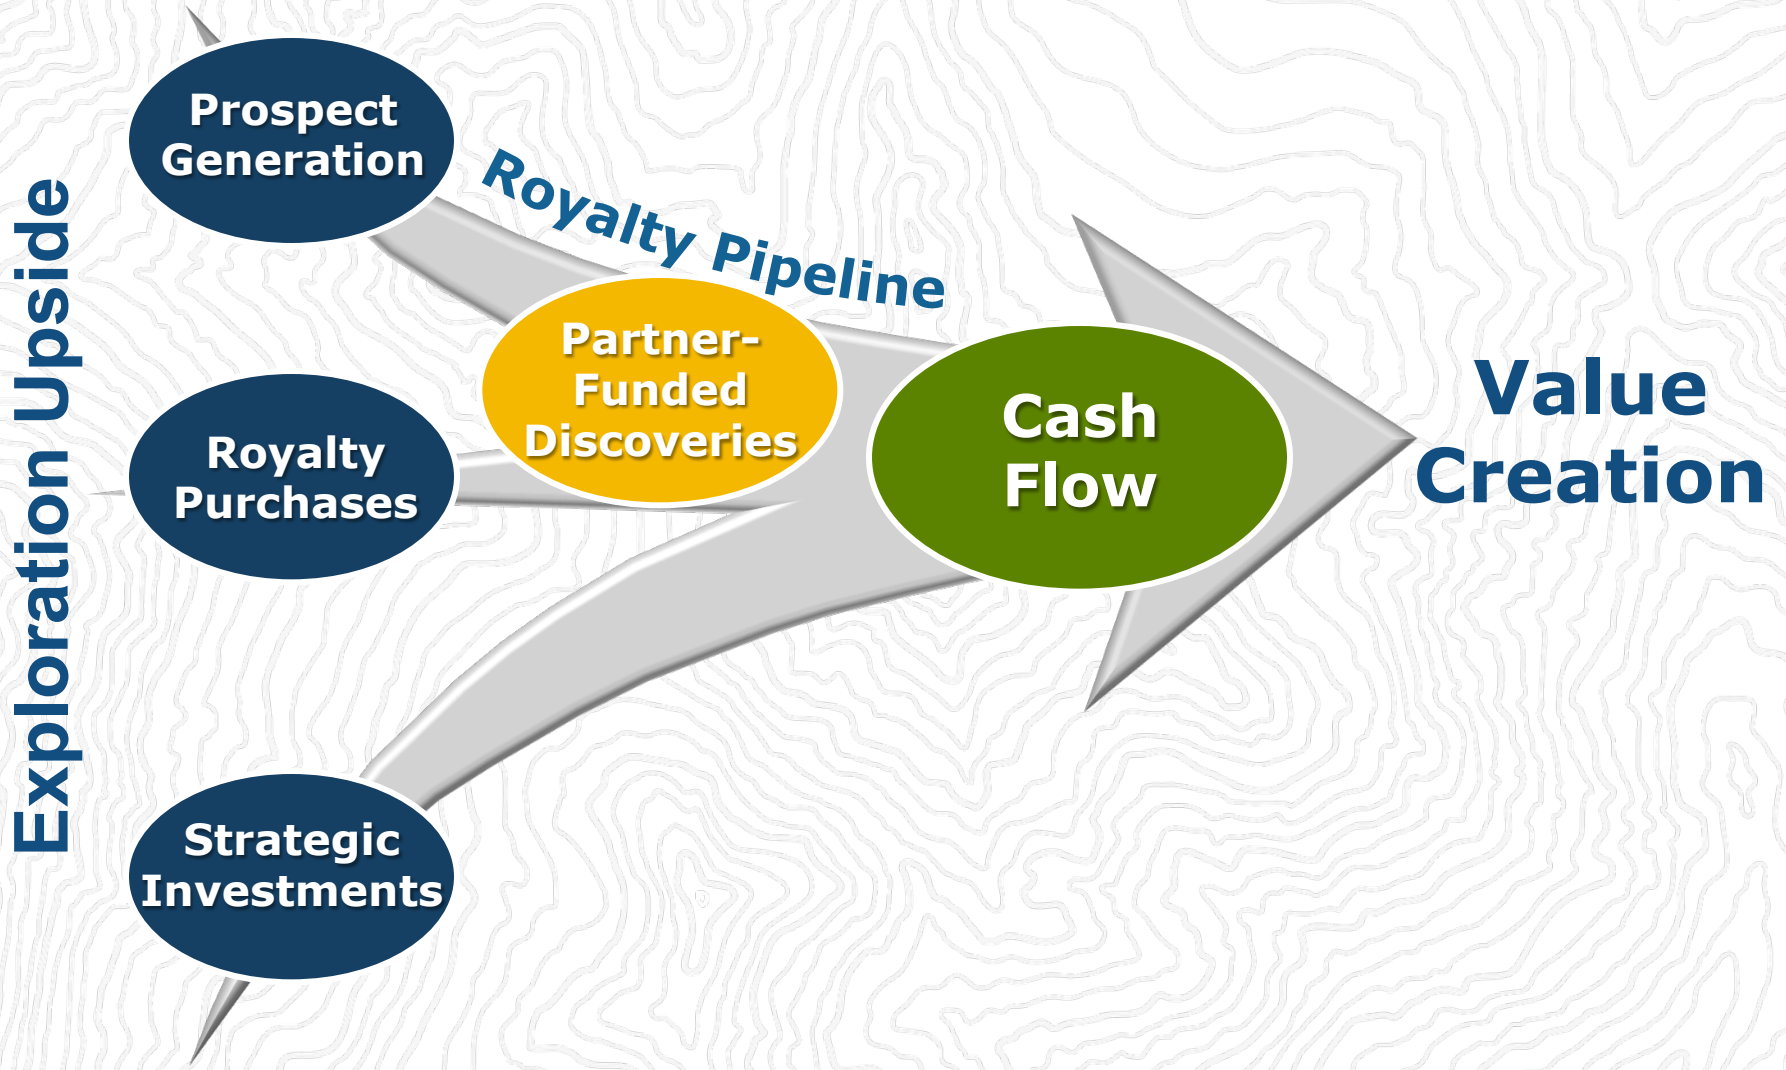 Exploration Upside
Prospect
Generation
Royalty Pipeline
Partner-
Funded
Discoveries
Royalty
Purchases
Cash
Flow
Value
Creation
Strategic
Investments